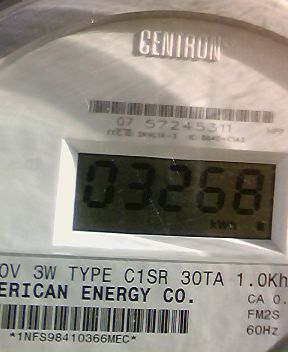 CENTRON
07 57245311
03268
kWh
0V 3W TYPE C1SR 30TA 1.0Kh
ERICAN ENERGY CO.
CA 0.
FM2S
*1NFS98410366MEC*
60Hz